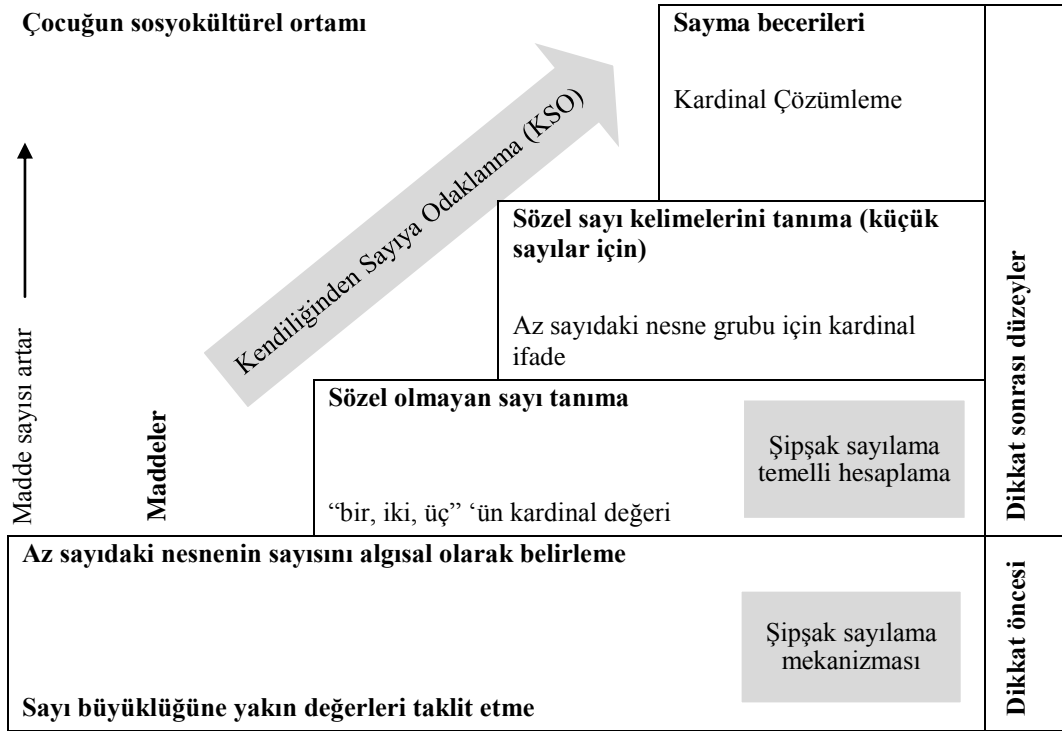 Çocuğun sosyokültürel ortamı
Sayma becerileri
Kardinal Çözümleme
Kendiliğinden Sayıya Odaklanma (KSO)
Sözel sayı kelimelerini tanıma (küçük
sayılar için)
Az sayıdaki nesne grubu için kardinal
ifade
Madde sayısı artar
Maddeler
Sözel olmayan sayı tanıma
Şipşak sayılama
temelli hesaplama
“bir, iki, üç” ‘ün kardinal değeri
Dikkat sonrası düzeyler
Az sayıdaki nesnenin sayısını algısal olarak belirleme
Şipşak sayılama
mekanizması
Sayı büyüklüğüne yakın değerleri taklit etme
Dikkat öncesi